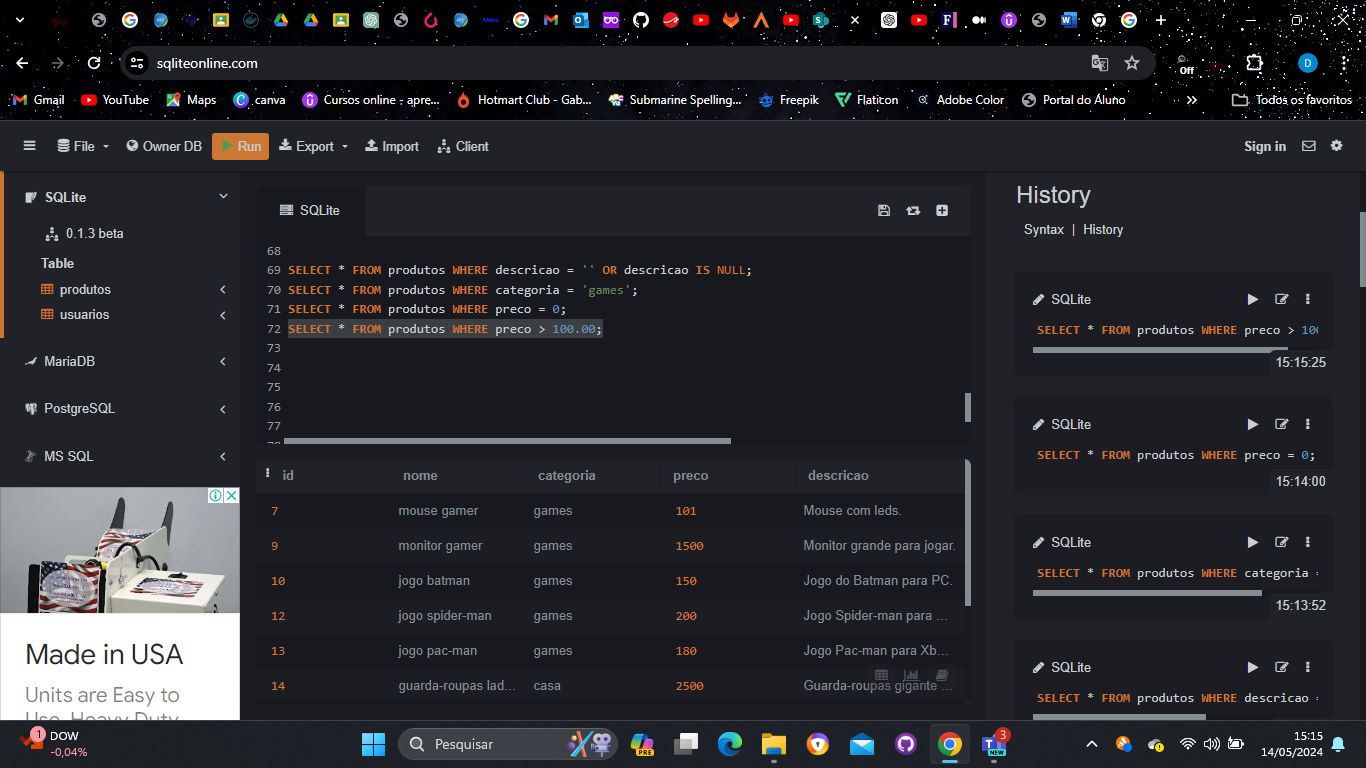 sqliteonline.com
Off
D
Gmail
YouTube
Maps
canva
Cursos online - apre...
Hotmart Club - Gab...
Submarine Spelling...
Freepik
Flaticon
Adobe Color
Portal do Aluno
»
Todos os favoritos
File
Owner DB
Run
Export
Import
Client
Sign in
SQLite
0.1.3 beta
Table
produtos
usuarios
MariaDB
PostgreSQL
MS SQL
Made in USA
Units are Easy to
Use, Heavy Duty
SQLite
68
69 SELECT * FROM produtos WHERE descricao = '' OR descricao IS NULL;
70 SELECT * FROM produtos WHERE categoria = 'games';
71 SELECT * FROM produtos WHERE preco = 0;
72 SELECT * FROM produtos WHERE preco > 100.00;
73
74
75
76
77
id nome categoria preco descricao
7 mouse gamer games 101 Mouse com leds.
9 monitor gamer games 1500 Monitor grande para jogar.
10 jogo batman games 150 Jogo do Batman para PC.
12 jogo spider-man games 200 Jogo Spider-man para ...
13 jogo pac-man games 180 Jogo Pac-man para Xb...
14 guarda-roupas lad... casa 2500 Guarda-roupas gigante ...
History
Syntax | History
SQLite
SELECT * FROM produtos WHERE preco > 10
15:15:25
SQLite
SELECT * FROM produtos WHERE preco = 0;
15:14:00
SQLite
SELECT * FROM produtos WHERE categoria =
15:13:52
SQLite
SELECT * FROM produtos WHERE descricao =
1
DOW
-0,04%
Pesquisar
PRE
3
NEW
15:15
14/05/2024